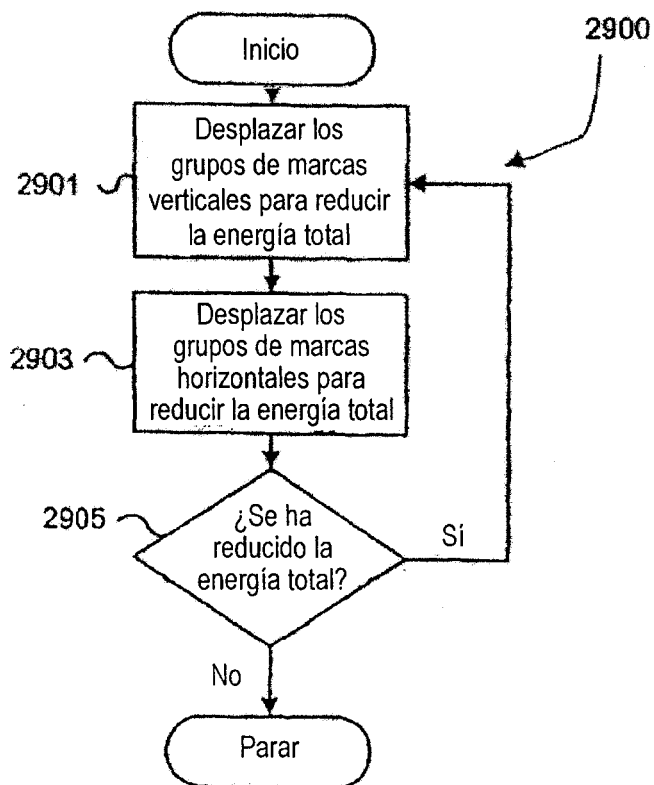 2900
Inicio
2901
Desplazar los
grupos de marcas
verticales para reducir
la energía total
2903
Desplazar los
grupos de marcas
horizontales para
reducir la energía total
2905
¿Se ha
reducido la
energía total?
Sí
No
Parar